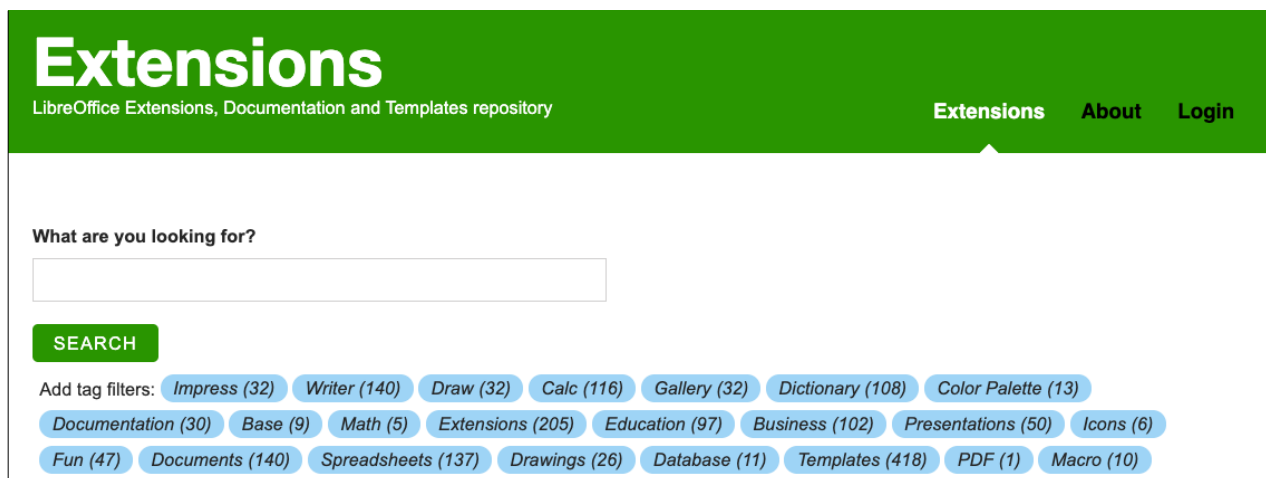 Extensions
LibreOffice Extensions, Documentation and Templates repository
Extensions About Login
What are you looking for?
SEARCH
Add tag filters: Impress (32) Writer (140) Draw (32) Calc (116) Gallery (32) Dictionary (108) Color Palette (13)
Documentation (30) Base (9) Math (5) Extensions (205) Education (97) Business (102) Presentations (50) Icons (6)
Fun (47) Documents (140) Spreadsheets (137) Drawings (26) Database (11) Templates (418) PDF (1) Macro (10)